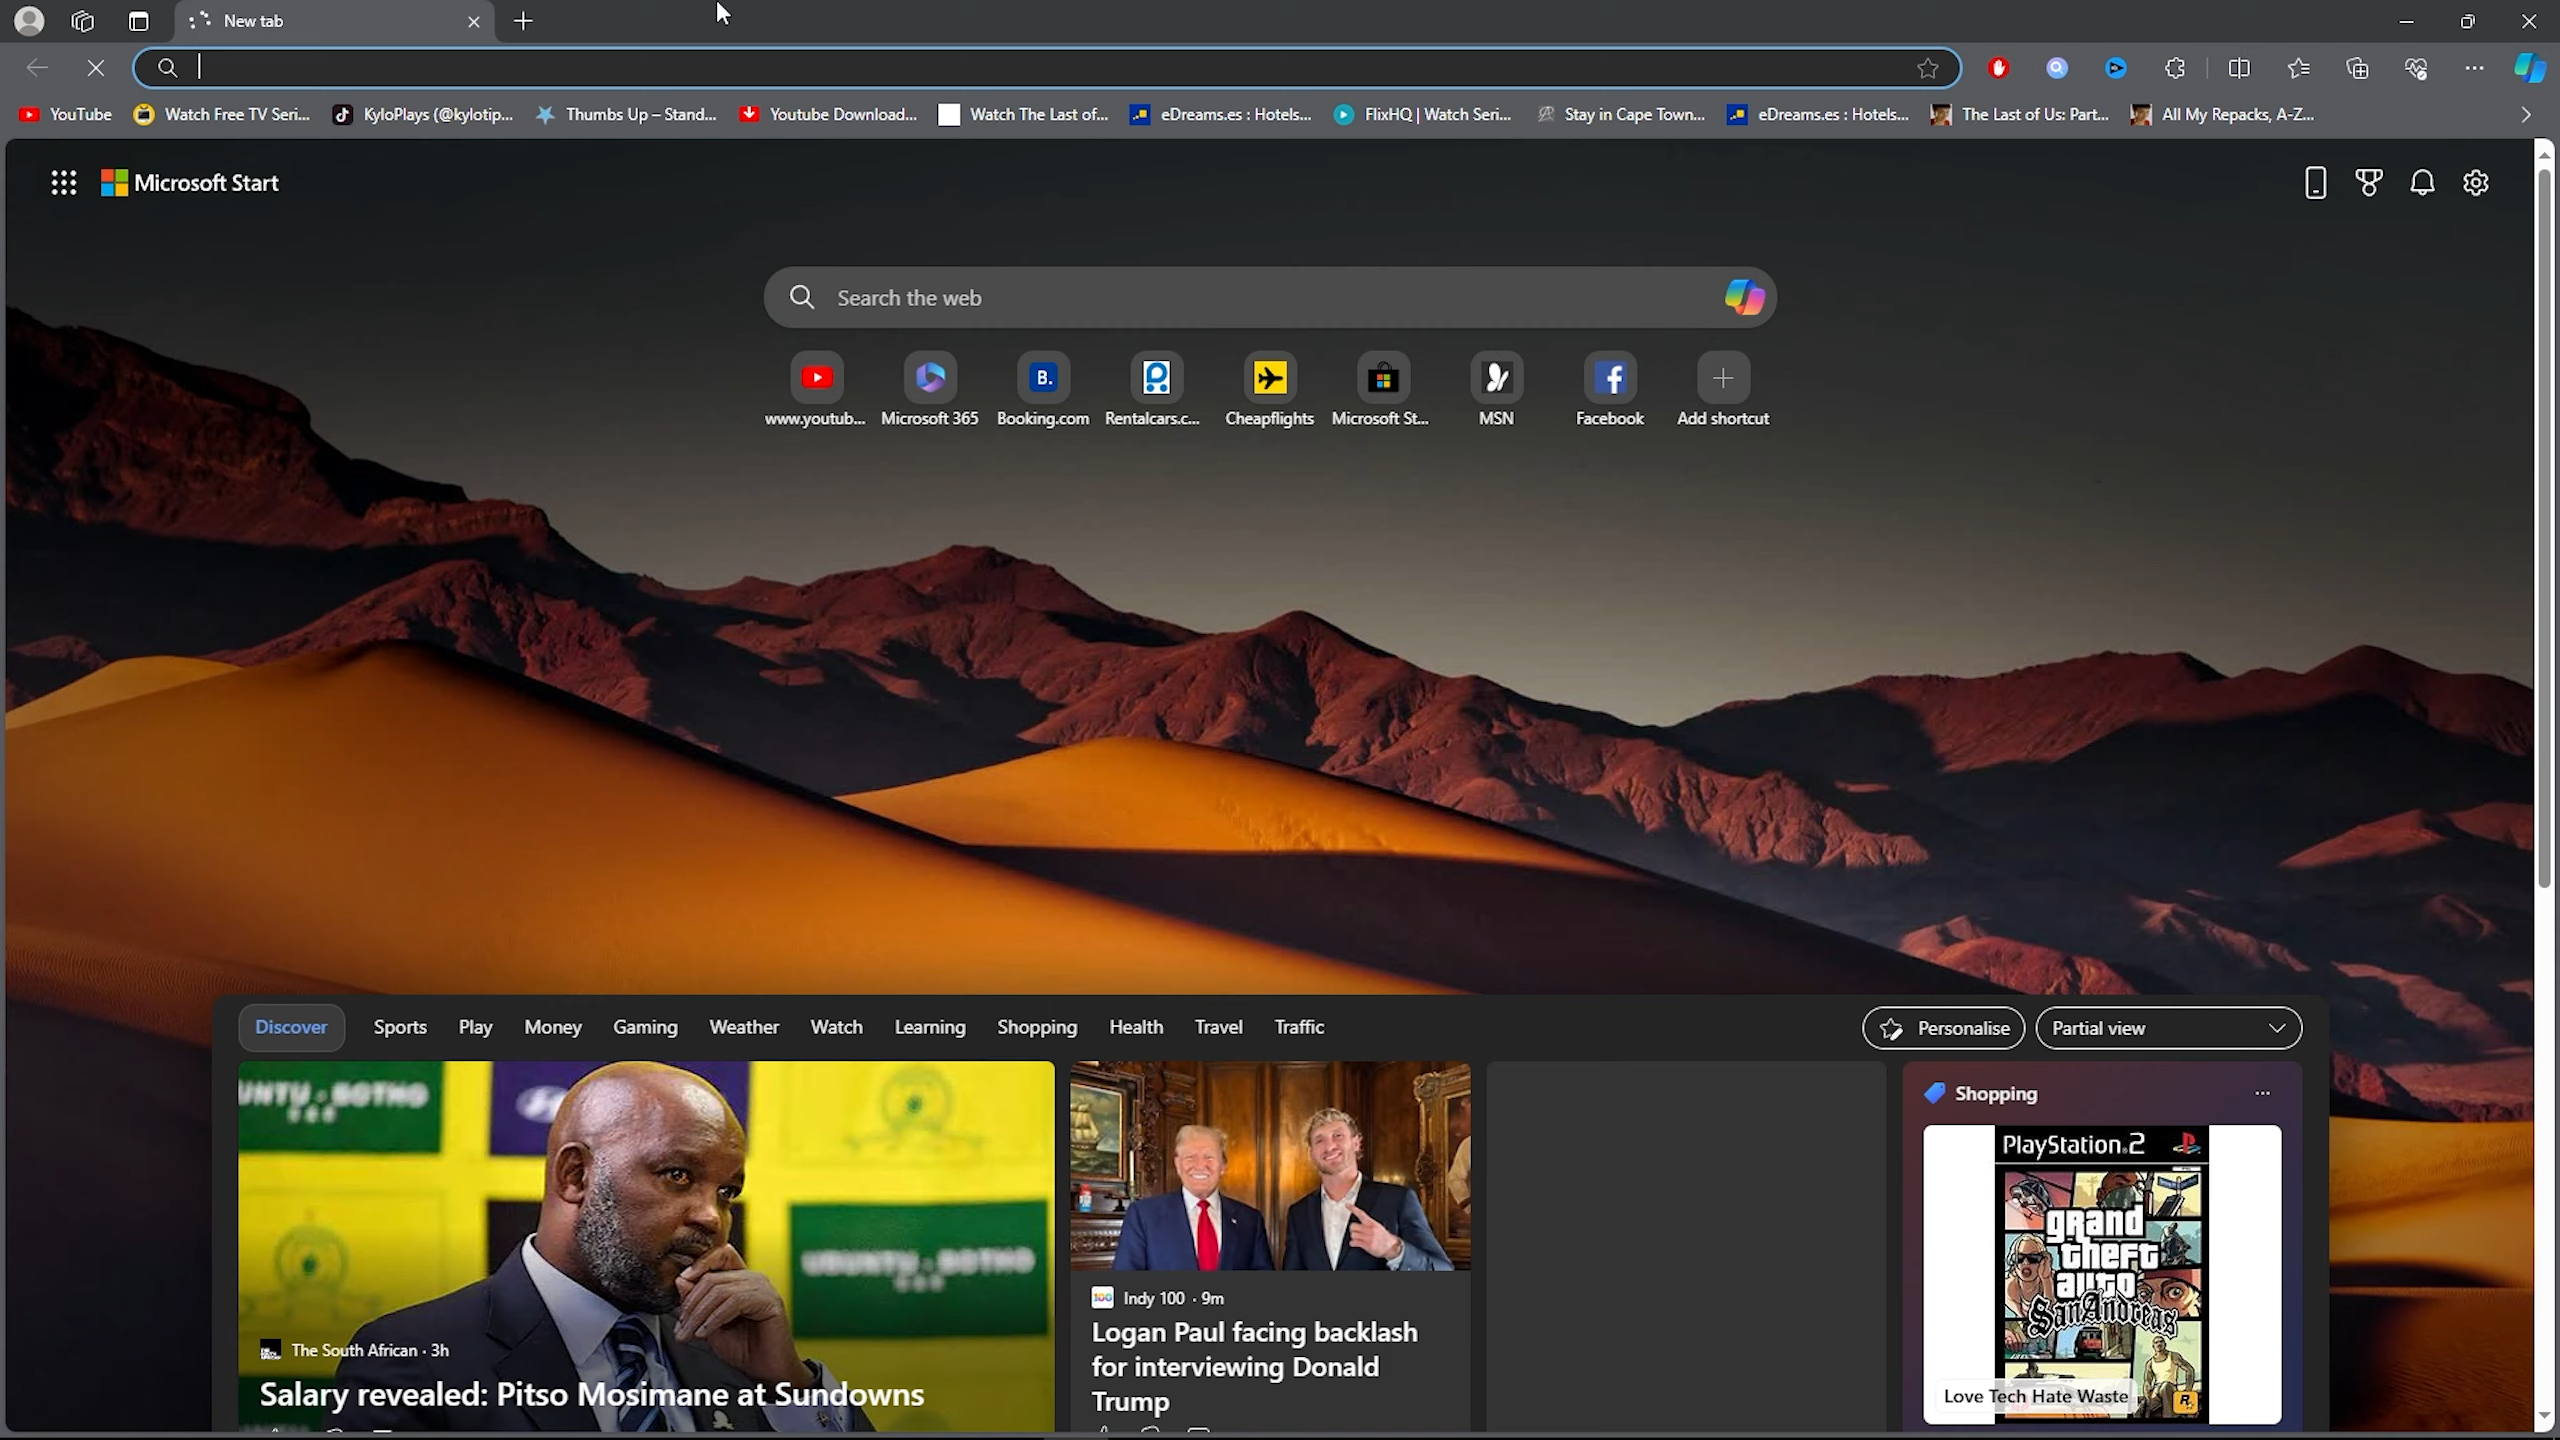 New tab
YouTube
Watch Free TV Seri...
KyloPlays (@kylotip...
Thumbs Up – Stand...
Youtube Download...
Watch The Last of...
eDreams.es : Hotels...
FlixHQ | Watch Seri...
Stay in Cape Town...
eDreams.es : Hotels...
The Last of Us: Part...
All My Repacks, A-Z...
Microsoft Start
Search the web
www.youtub...
Microsoft 365
B.
Booking.com
Rentalcars.c...
Cheapflights
Microsoft St...
MSN
Facebook
Add shortcut
Discover
Sports
Play
Money
Gaming
Weather
Watch
Learning
Shopping
Health
Travel
Traffic
Personalise
Partial view
The South African · 3h
Salary revealed: Pitso Mosimane at Sundowns
100
Indy 100 · 9m
Logan Paul facing backlash
for interviewing Donald
Trump
Shopping
PlayStation.2
grand
theft
auto
San Andreas
Love Tech Hate Waste